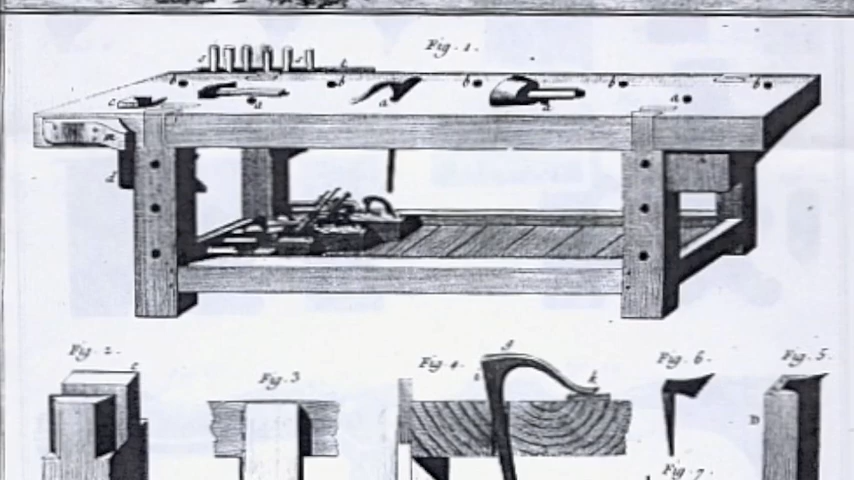 Fig. 1.
b
b
b
b
b
c
a
a
a
d
Fig. 2.
e
Fig. 3
Fig. 4.
g
i
k
Fig. 6.
Fig. 5.
D
Fig. 7